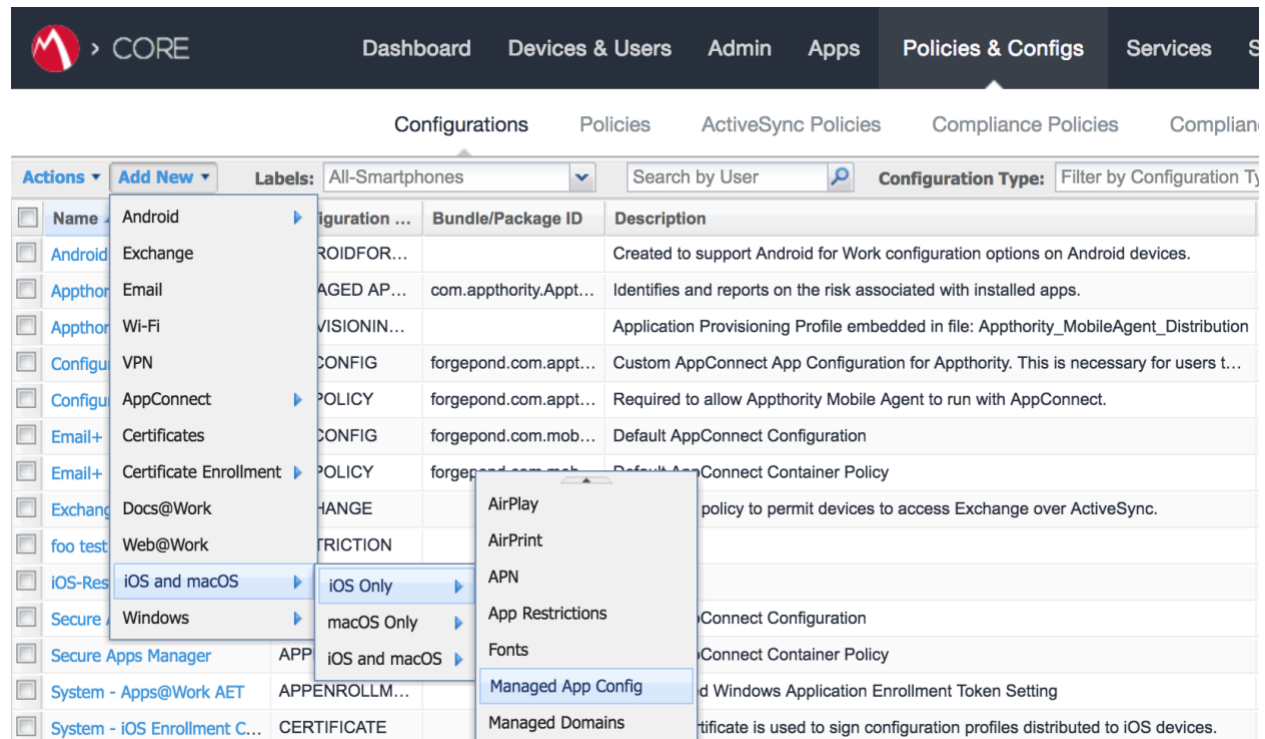 › CORE Dashboard Devices & Users Admin Apps Policies & Configs Services S
Configurations Policies ActiveSync Policies Compliance Policies Complian
Actions Add New Labels: All-Smartphones Search by User Configuration Type: Filter by Configuration Ty
Name iguration ... Bundle/Package ID Description
Android ROIDFOR... Created to support Android for Work configuration options on Android devices.
Appthor AGED AP... com.appthority.Appt... Identifies and reports on the risk associated with installed apps.
Appthor VISIONIN... Application Provisioning Profile embedded in file: Appthority_MobileAgent_Distribution
Configu CONFIG forgepond.com.appt... Custom AppConnect App Configuration for Appthority. This is necessary for users t...
Configu POLICY forgepond.com.appt... Required to allow Appthority Mobile Agent to run with AppConnect.
Email+ CONFIG forgepond.com.mob... Default AppConnect Configuration
Email+ POLICY Default AppConnect Container Policy
Exchang HANGE policy to permit devices to access Exchange over ActiveSync.
foo test TRICTION
iOS-Res
Secure Connect Configuration
Secure Apps Manager APP Connect Container Policy
System - Apps@Work AET APPENROLLM... d Windows Application Enrollment Token Setting
System - iOS Enrollment C... CERTIFICATE tificate is used to sign configuration profiles distributed to iOS devices.
Android
Exchange
Email
Wi-Fi
VPN
AppConnect
Certificates
Certificate Enrollment
Docs@Work
Web@Work
iOS and macOS
Windows
iOS Only
macOS Only
iOS and macOS
AirPlay
AirPrint
APN
App Restrictions
Fonts
Managed App Config
Managed Domains